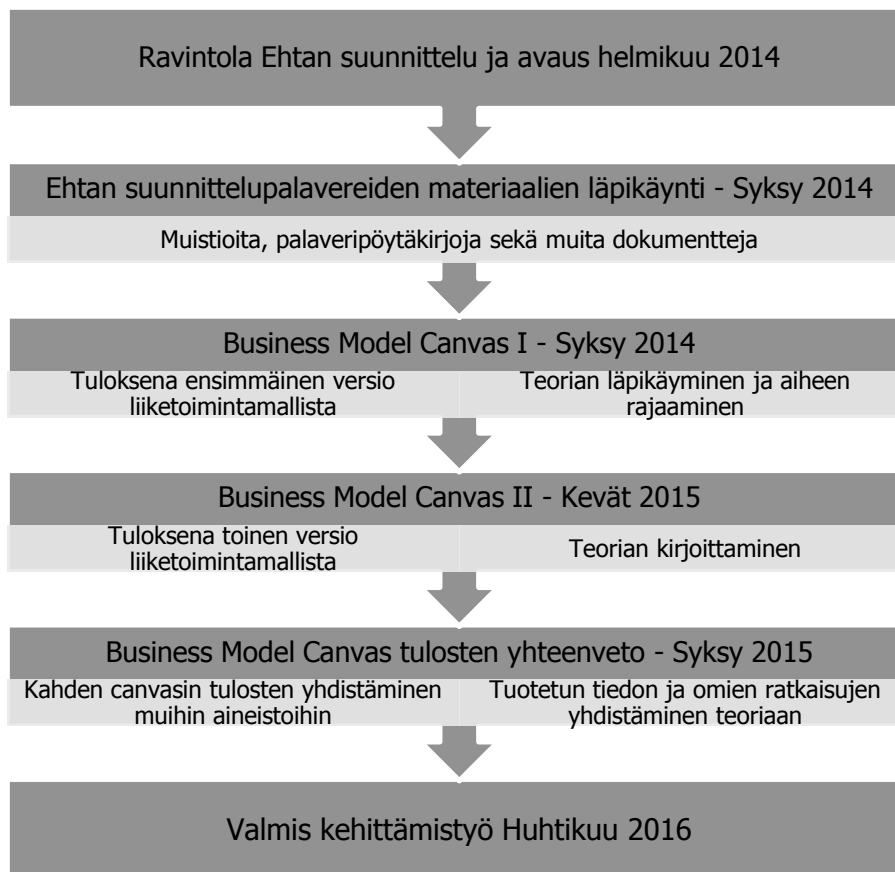 Ravintola Ehtan suunnittelu ja avaus helmikuu 2014
Ehtan suunnittelupalavereiden materiaalien läpikäynti - Syksy 2014
Muistioita, palaveripöytäkirjoja sekä muita dokumentteja
Business Model Canvas I - Syksy 2014
Tuloksena ensimmäinen versio
liiketoimintamallista
Teorian läpikäyminen ja aiheen
rajaaminen
Business Model Canvas II - Kevät 2015
Tuloksena toinen versio
liiketoimintamallista
Teorian kirjoittaminen
Business Model Canvas tulosten yhteenveto - Syksy 2015
Kahden canvasin tulosten yhdistäminen
muihin aineistoihin
Tuotetun tiedon ja omien ratkaisujen
yhdistäminen teoriaan
Valmis kehittämistyö Huhtikuu 2016